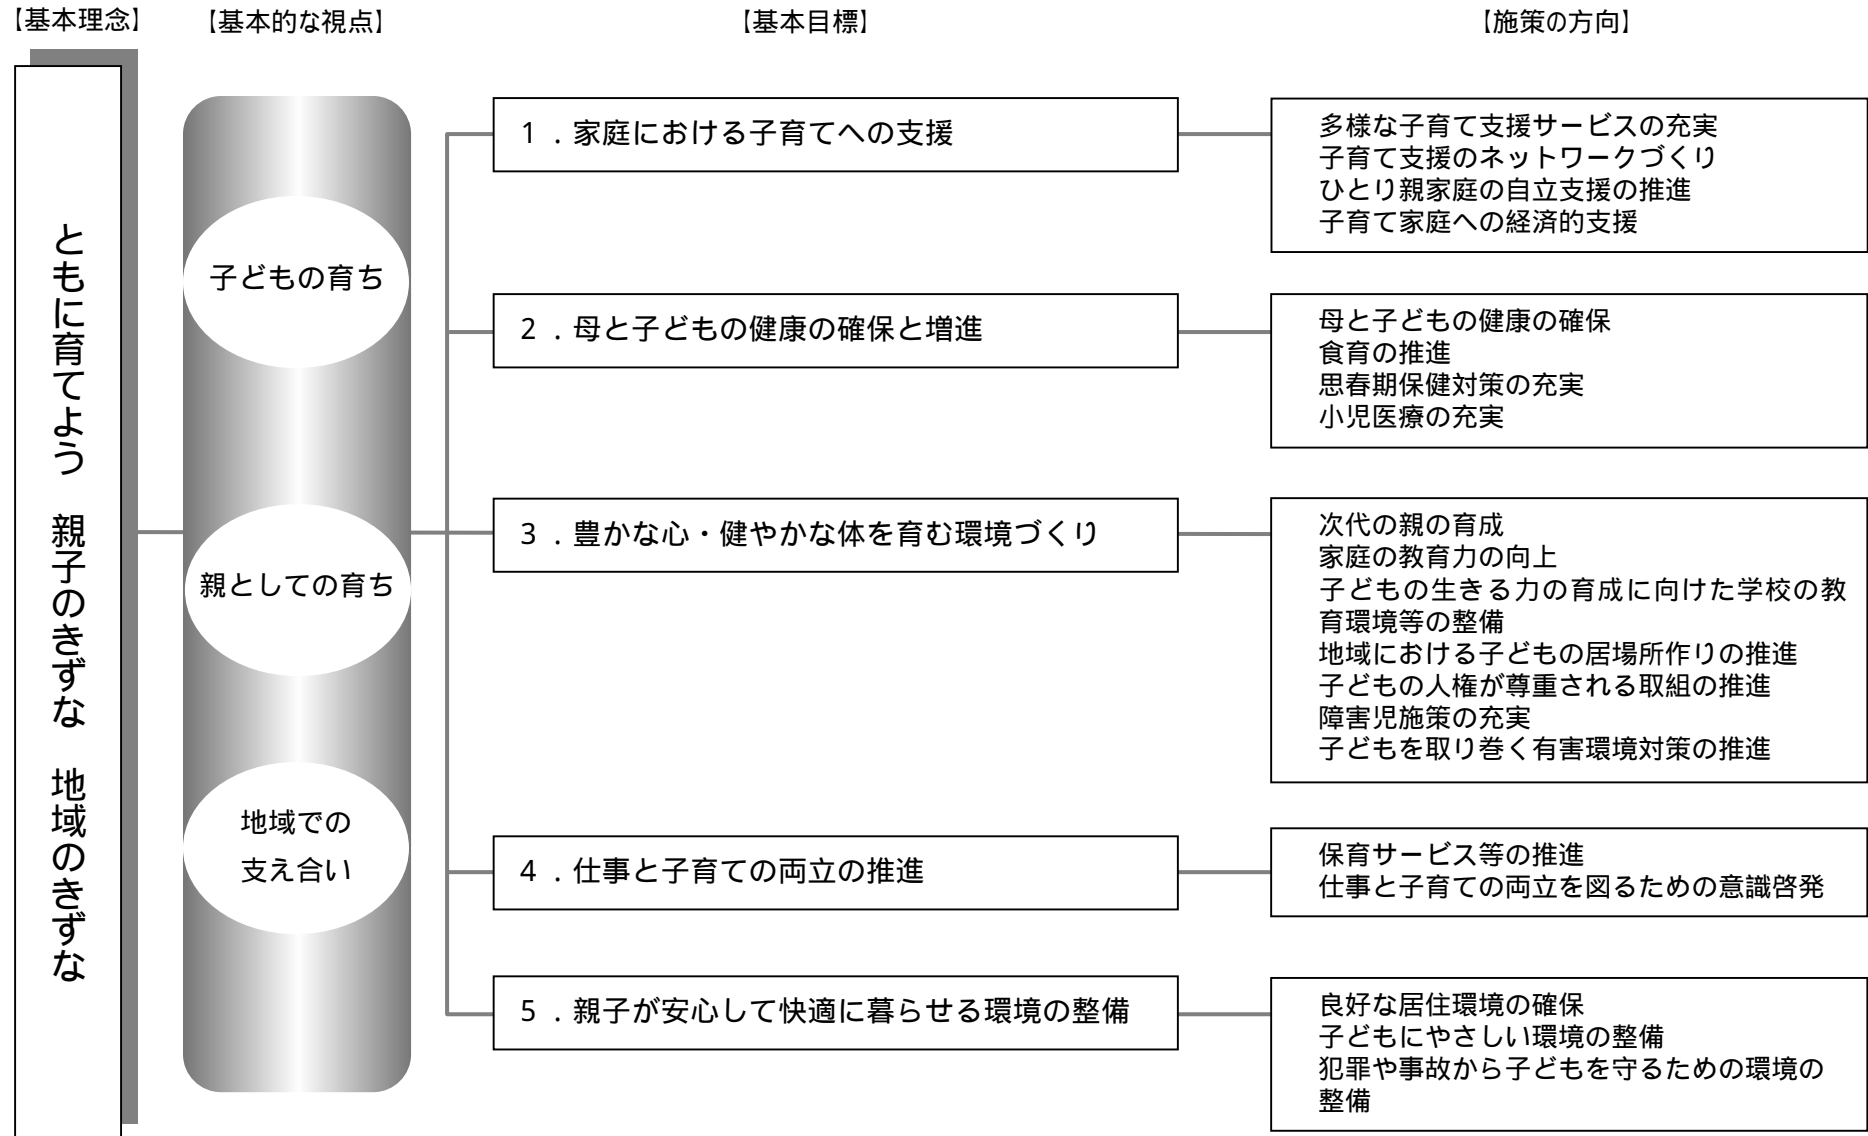 【基本理念】
【基本的な視点】
【基本目標】
【施策の方向】
ともに育てよう　親子のきずな　地域のきずな
子どもの育ち
親としての育ち
地域での
支え合い
1．家庭における子育てへの支援
多様な子育て支援サービスの充実
子育て支援のネットワークづくり
ひとり親家庭の自立支援の推進
子育て家庭への経済的支援
2．母と子どもの健康の確保と増進
母と子どもの健康の確保
食育の推進
思春期保健対策の充実
小児医療の充実
3．豊かな心・健やかな体を育む環境づくり
次代の親の育成
家庭の教育力の向上
子どもの生きる力の育成に向けた学校の教
育環境等の整備
地域における子どもの居場所作りの推進
子どもの人権が尊重される取組の推進
障害児施策の充実
子どもを取り巻く有害環境対策の推進
4．仕事と子育ての両立の推進
保育サービス等の推進
仕事と子育ての両立を図るための意識啓発
5．親子が安心して快適に暮らせる環境の整備
良好な居住環境の確保
子どもにやさしい環境の整備
犯罪や事故から子どもを守るための環境の
整備